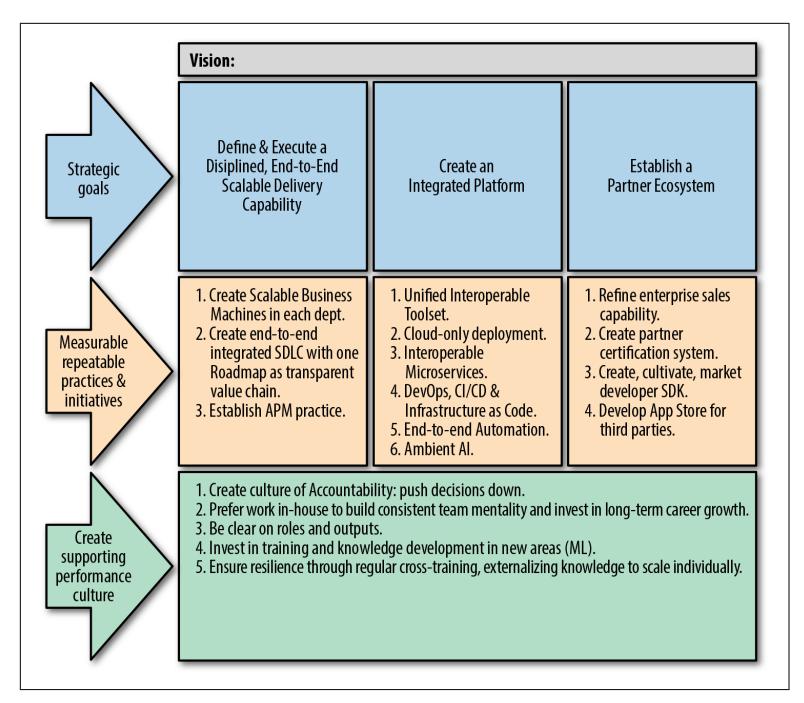 Vision:
Strategic
goals
Define & Execute a
Disiplined, End-to-End
Scalable Delivery
Capability
Create an
Integrated Platform
Establish a
Partner Ecosystem
Measurable
repeatable
practices &
initiatives
1. Create Scalable Business
Machines in each dept.
2. Create end-to-end
integrated SDLC with one
Roadmap as transparent
value chain.
3. Establish APM practice.
1. Unified Interoperable
Toolset.
2. Cloud-only deployment.
3. Interoperable
Microservices.
4. DevOps, CI/CD &
Infrastructure as Code.
5. End-to-end Automation.
6. Ambient AI.
1. Refine enterprise sales
capability.
2. Create partner
certification system.
3. Create, cultivate, market
developer SDK.
4. Develop App Store for
third parties.
Create
supporting
performance
culture
1. Create culture of Accountability: push decisions down.
2. Prefer work in-house to build consistent team mentality and invest in long-term career growth.
3. Be clear on roles and outputs.
4. Invest in training and knowledge development in new areas (ML).
5. Ensure resilience through regular cross-training, externalizing knowledge to scale individually.